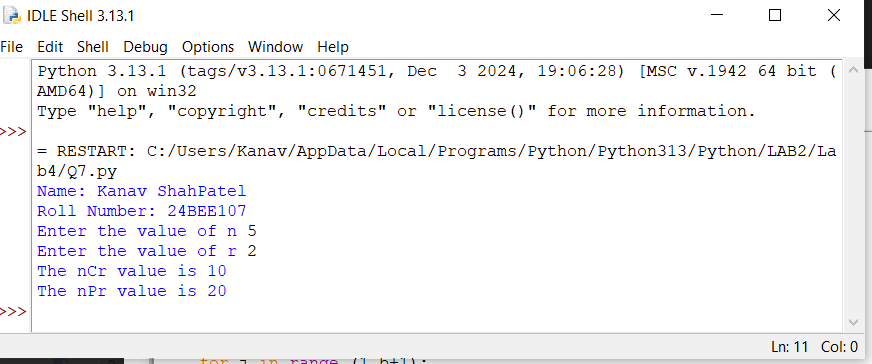 IDLE Shell 3.13.1
File Edit Shell Debug Options Window Help
Python 3.13.1 (tags/v3.13.1:0671451, Dec  3 2024, 19:06:28) [MSC v.1942 64 bit (
AMD64)] on win32
Type "help", "copyright", "credits" or "license()" for more information.
>>>
= RESTART: C:/Users/Kanav/AppData/Local/Programs/Python/Python313/Python/LAB2/La
b4/Q7.py
Name: Kanav ShahPatel
Roll Number: 24BEE107
Enter the value of n 5
Enter the value of r 2
The nCr value is 10
The nPr value is 20
>>>
Ln: 11 Col: 0
in range (1,b+1):